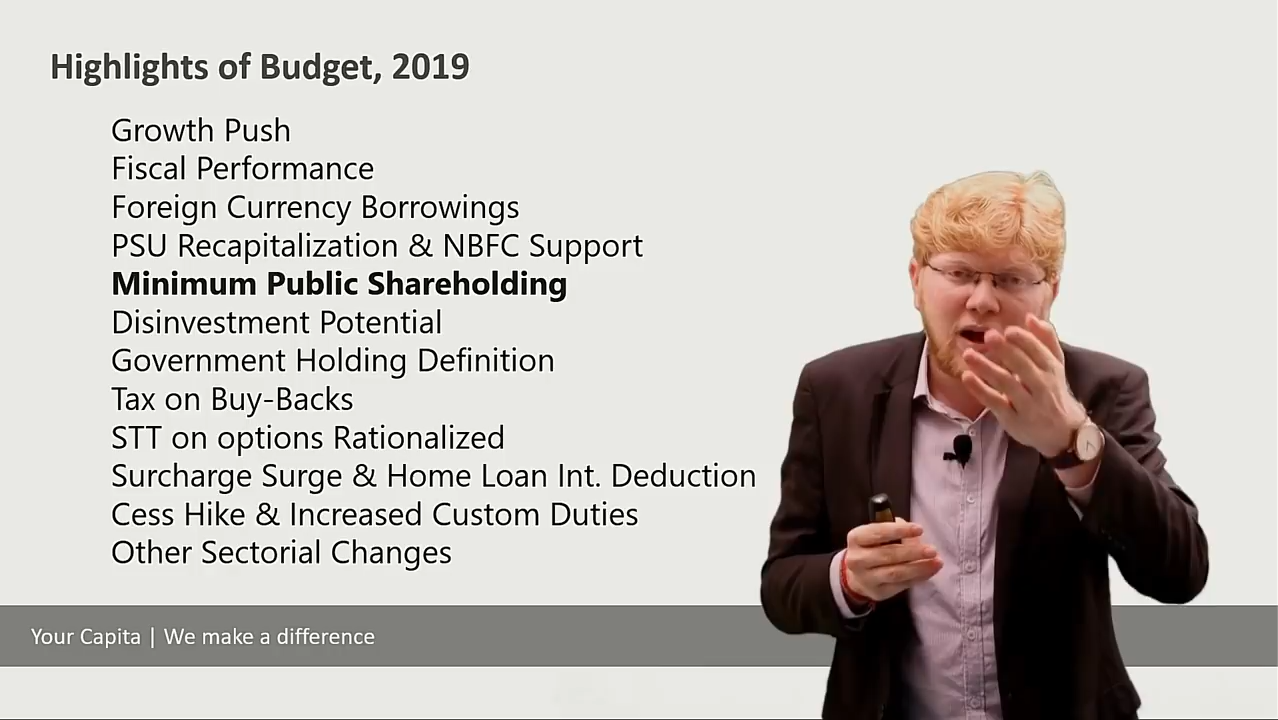 Highlights of Budget, 2019
Growth Push
Fiscal Performance
Foreign Currency Borrowings
PSU Recapitalization & NBFC Support
Minimum Public Shareholding
Disinvestment Potential
Government Holding Definition
Tax on Buy-Backs
STT on options Rationalized
Surcharge Surge & Home Loan Int. Deduction
Cess Hike & Increased Custom Duties
Other Sectorial Changes
Your Capita | We make a difference